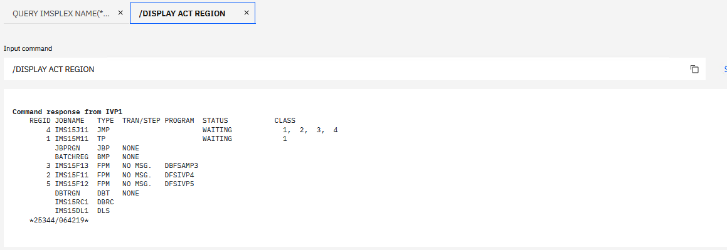 QUERY IMSPLEX NAME(*... × /DISPLAY ACT REGION ×
Input command
/DISPLAY ACT REGION
Command response from IVP1
REGID JOBNAME TYPE TRAN/STEP PROGRAM STATUS CLASS
4 IMS15J11 JMP WAITING 1, 2, 3, 4
1 IMS15M11 TP WAITING 1
JBPRGN JBP NONE
BATCHREG BMP NONE
3 IMS15F13 FPM NO MSG. DBFSAMP3
2 IMS15F11 FPM NO MSG. DFSIVP4
5 IMS15F12 FPM NO MSG. DFSIVP5
DBTRGN DBT NONE
IMS15RC1 DBRC
IMS15DL1 DLS
*25344/064219*